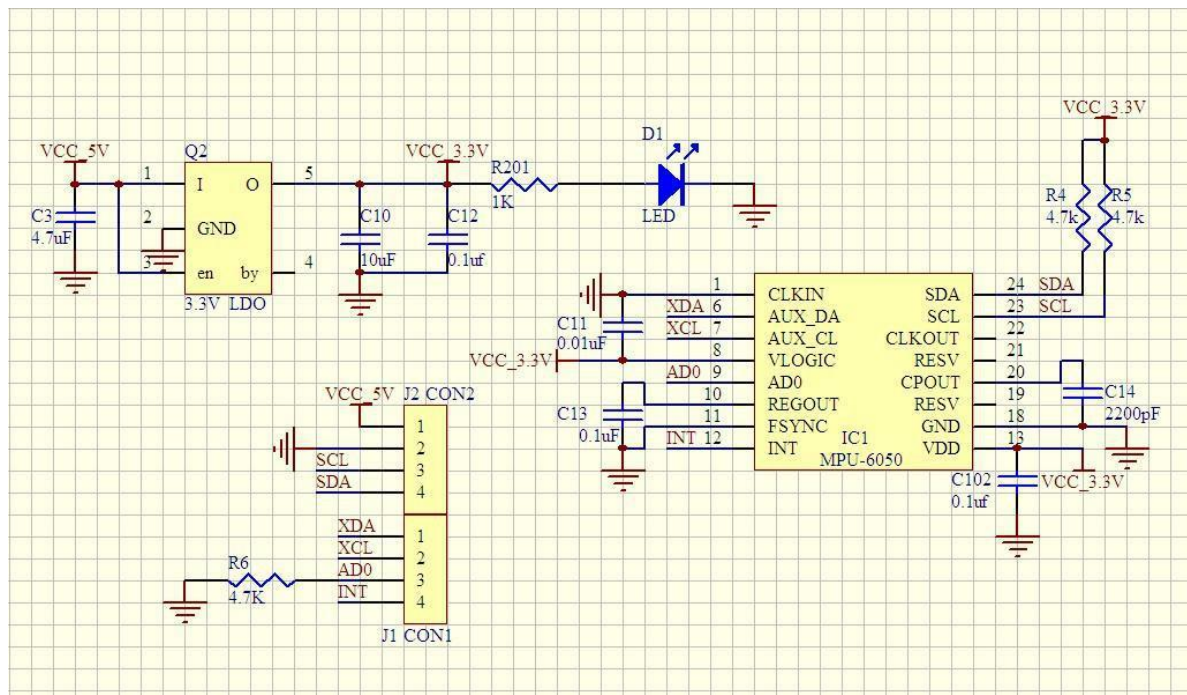 VCC_5V
Q2
1
I
O
5
C3
4.7uF
2
GND
3
en
by
4
3.3V LDO
VCC_3.3V
C10
10uF
C12
0.1uf
R201
1K
D1
LED
VCC_3.3V
R4
4.7k
R5
4.7k
1
CLKIN
XDA
6
AUX_DA
XCL
7
AUX_CL
8
VLOGIC
AD0
9
AD0
10
REGOUT
11
FSYNC
INT
12
INT
C11
0.01uF
VCC_3.3V
C13
0.1uF
IC1
MPU-6050
SDA
24
SDA
SCL
23
SCL
CLKOUT
22
RESV
21
CPOUT
20
RESV
19
GND
18
VDD
13
C14
2200pF
C102
0.1uf
VCC_3.3V
VCC_5V
J2 CON2
1
2
SCL
3
SDA
4
XDA
1
XCL
2
AD0
3
INT
4
R6
4.7K
J1 CON1